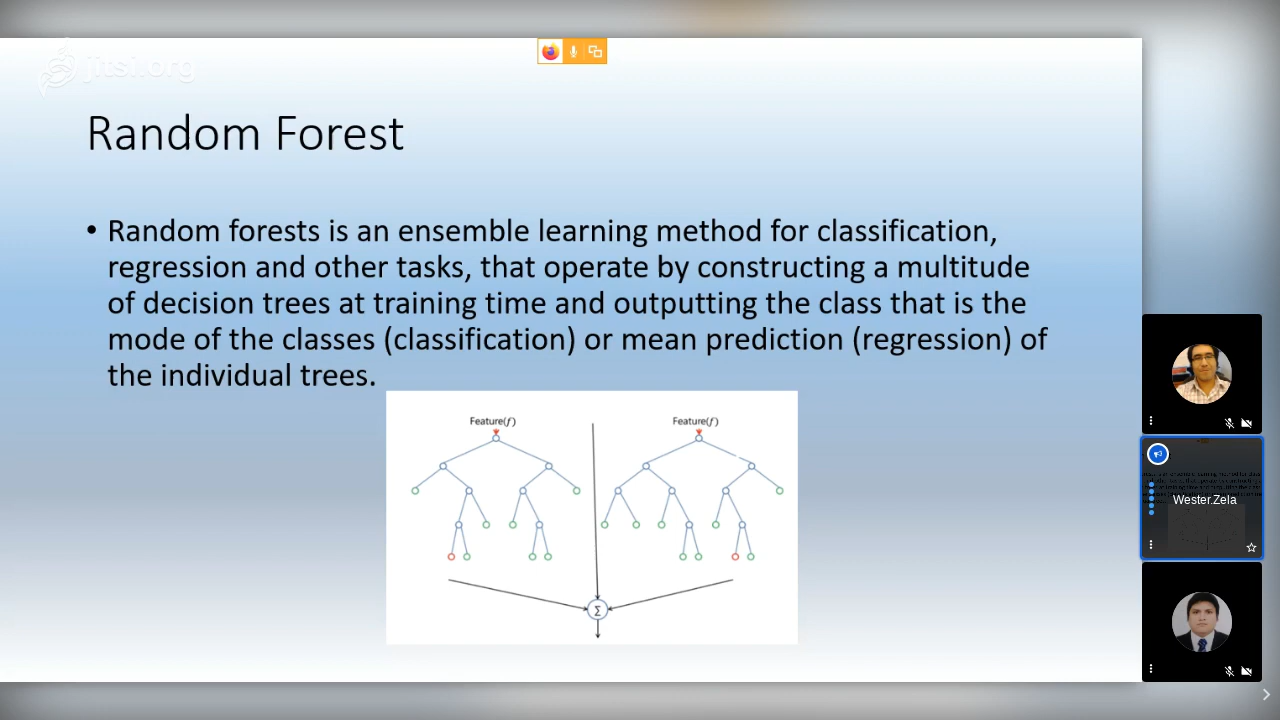 jitsi.org
Random Forest
• Random forests is an ensemble learning method for classification,
regression and other tasks, that operate by constructing a multitude
of decision trees at training time and outputting the class that is the
mode of the classes (classification) or mean prediction (regression) of
the individual trees.
Feature(f)
Feature(f)
Σ
Wester.Zela